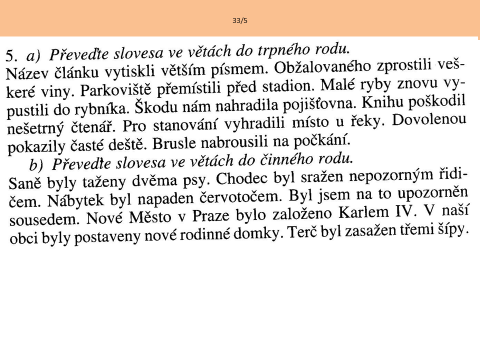 33/5
5. a) Převeďte slovesa ve větách do trpného rodu.
Název článku vytiskli větším písmem. Obžalovaného zprostili veš-
keré viny. Parkoviště přemístili před stadion. Malé ryby znovu vy-
pustili do rybníka. Škodu nám nahradila pojišťovna. Knihu poškodil
nešetrný čtenář. Pro stanování vyhradili místo u řeky. Dovolenou
pokazily časté deště. Brusle nabrousili na počkání.
b) Převeďte slovesa ve větách do činného rodu.
Saně byly taženy dvěma psy. Chodec byl sražen nepozorným řidi-
čem. Nábytek byl napaden červotočem. Byl jsem na to upozorněn
sousedem. Nové Město v Praze bylo založeno Karlem IV. V naší
obci byly postaveny nové rodinné domky. Terč byl zasažen třemi šípy.